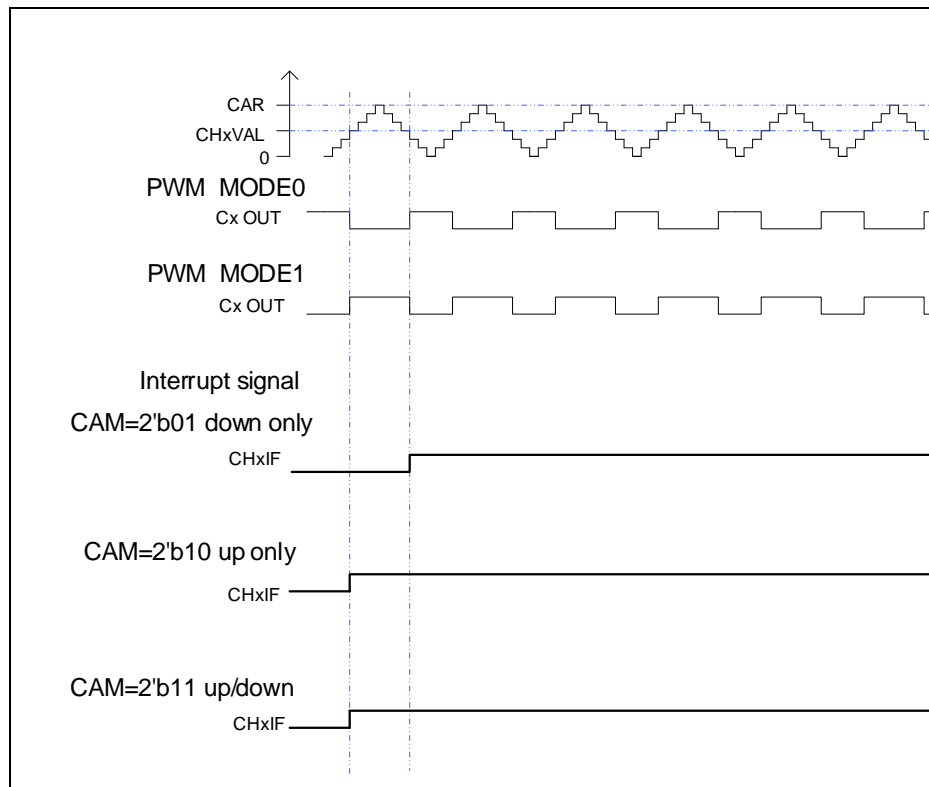 CAR
CHxVAL
0
PWM MODE0
Cx OUT
PWM MODE1
Cx OUT
Interrupt signal
CAM=2'b01 down only
CHxIF
CAM=2'b10 up only
CHxIF
CAM=2'b11 up/down
CHxIF